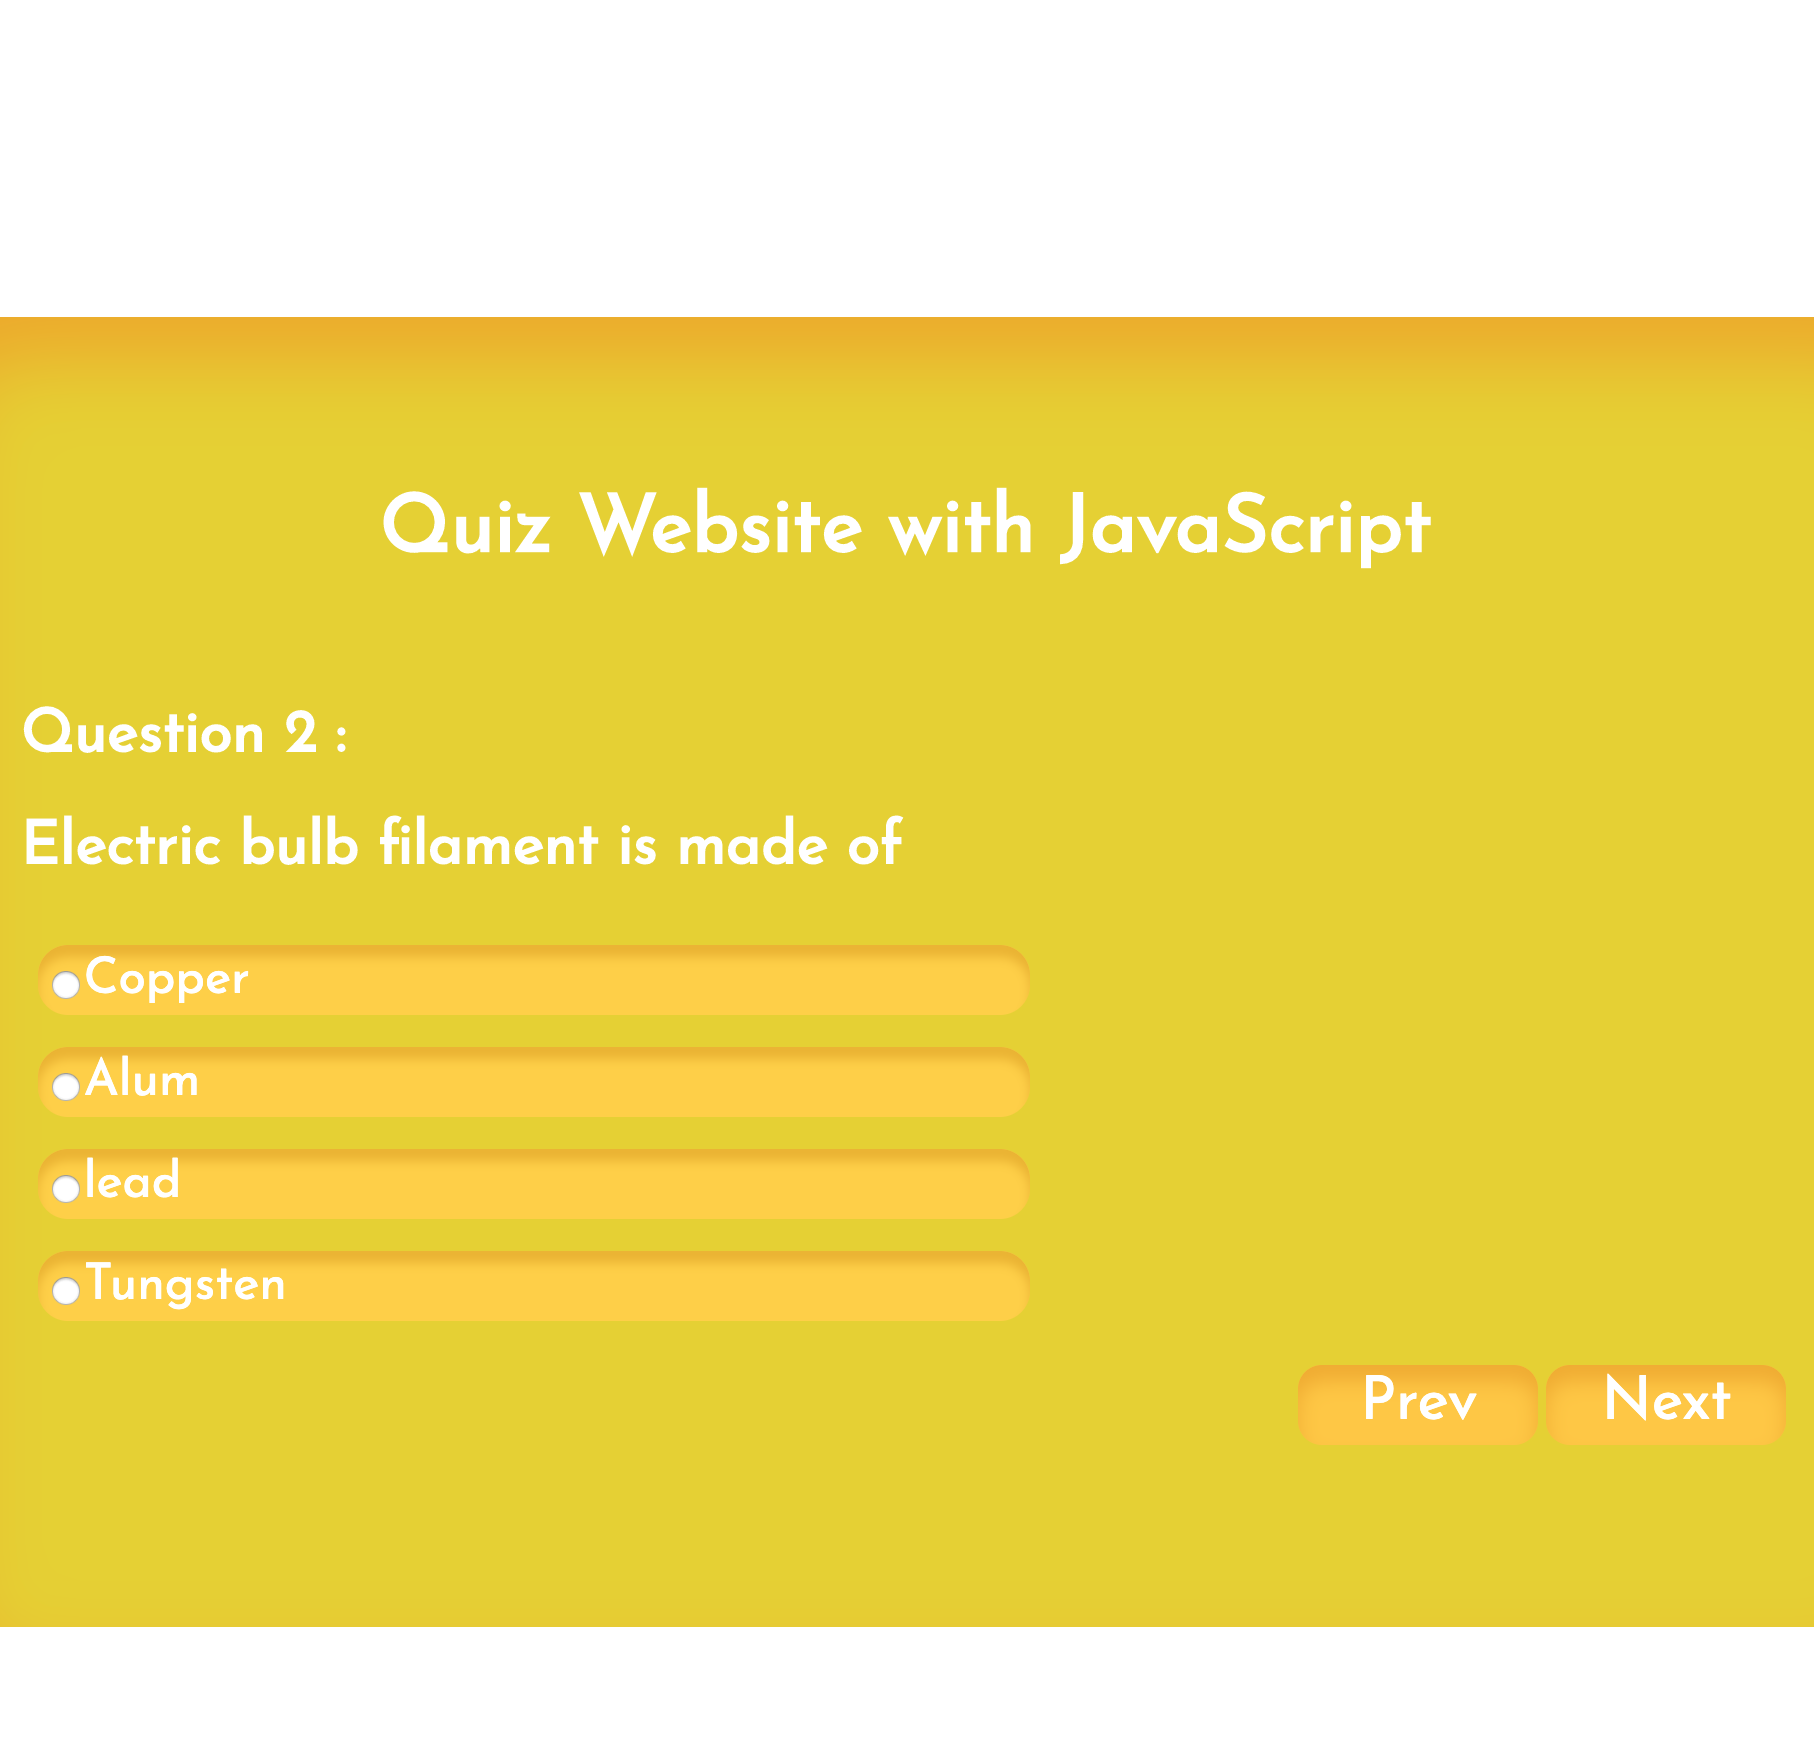 Quiz Website with JavaScript
Question 2 :
Electric bulb filament is made of
Copper
Alum
lead
Tungsten
Prev
Next